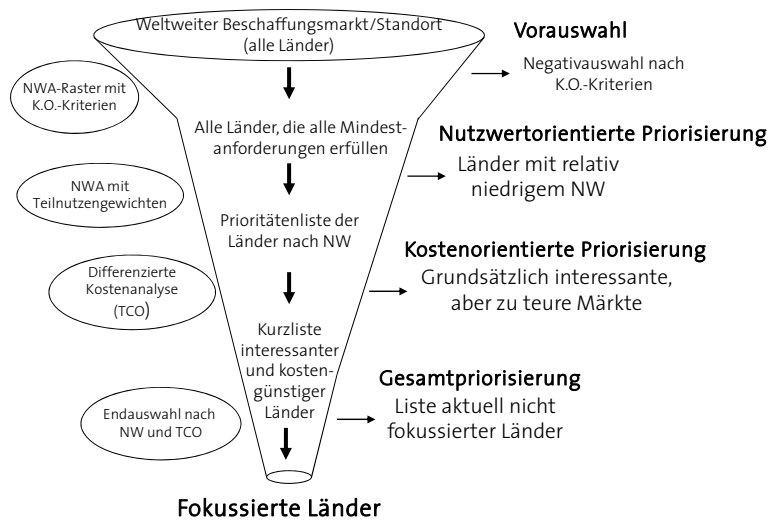 Weltweiter Beschaffungsmarkt/Standort
(alle Länder)
Vorauswahl
Negativauswahl nach
K.O.-Kriterien
NWA-Raster mit
K.O.-Kriterien
Alle Länder, die alle Mindest-
anforderungen erfüllen
Nutzwertorientierte Priorisierung
Länder mit relativ
niedrigem NW
NWA mit
Teilnutzengewichten
Prioritätenliste der
Länder nach NW
Kostenorientierte Priorisierung
Grundsätzlich interessante,
aber zu teure Märkte
Differenzierte
Kostenanalyse
(TCO)
Kurzliste
interessanter
und kosten-
günstiger
Länder
Gesamtpriorisierung
Liste aktuell nicht
fokussierter Länder
Endauswahl nach
NW und TCO
Fokussierte Länder